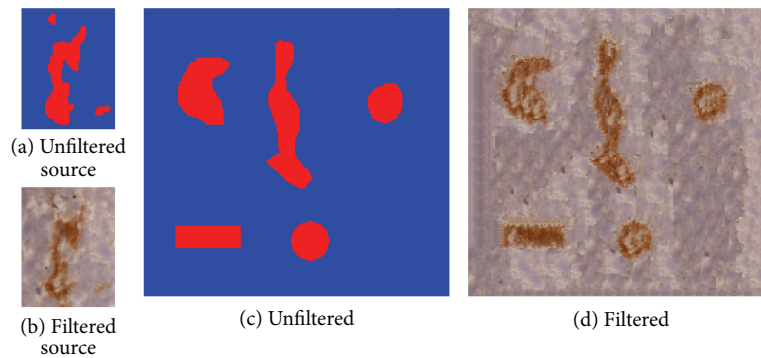 (a) Unfiltered
source
(b) Filtered
source
(c) Unfiltered
(d) Filtered